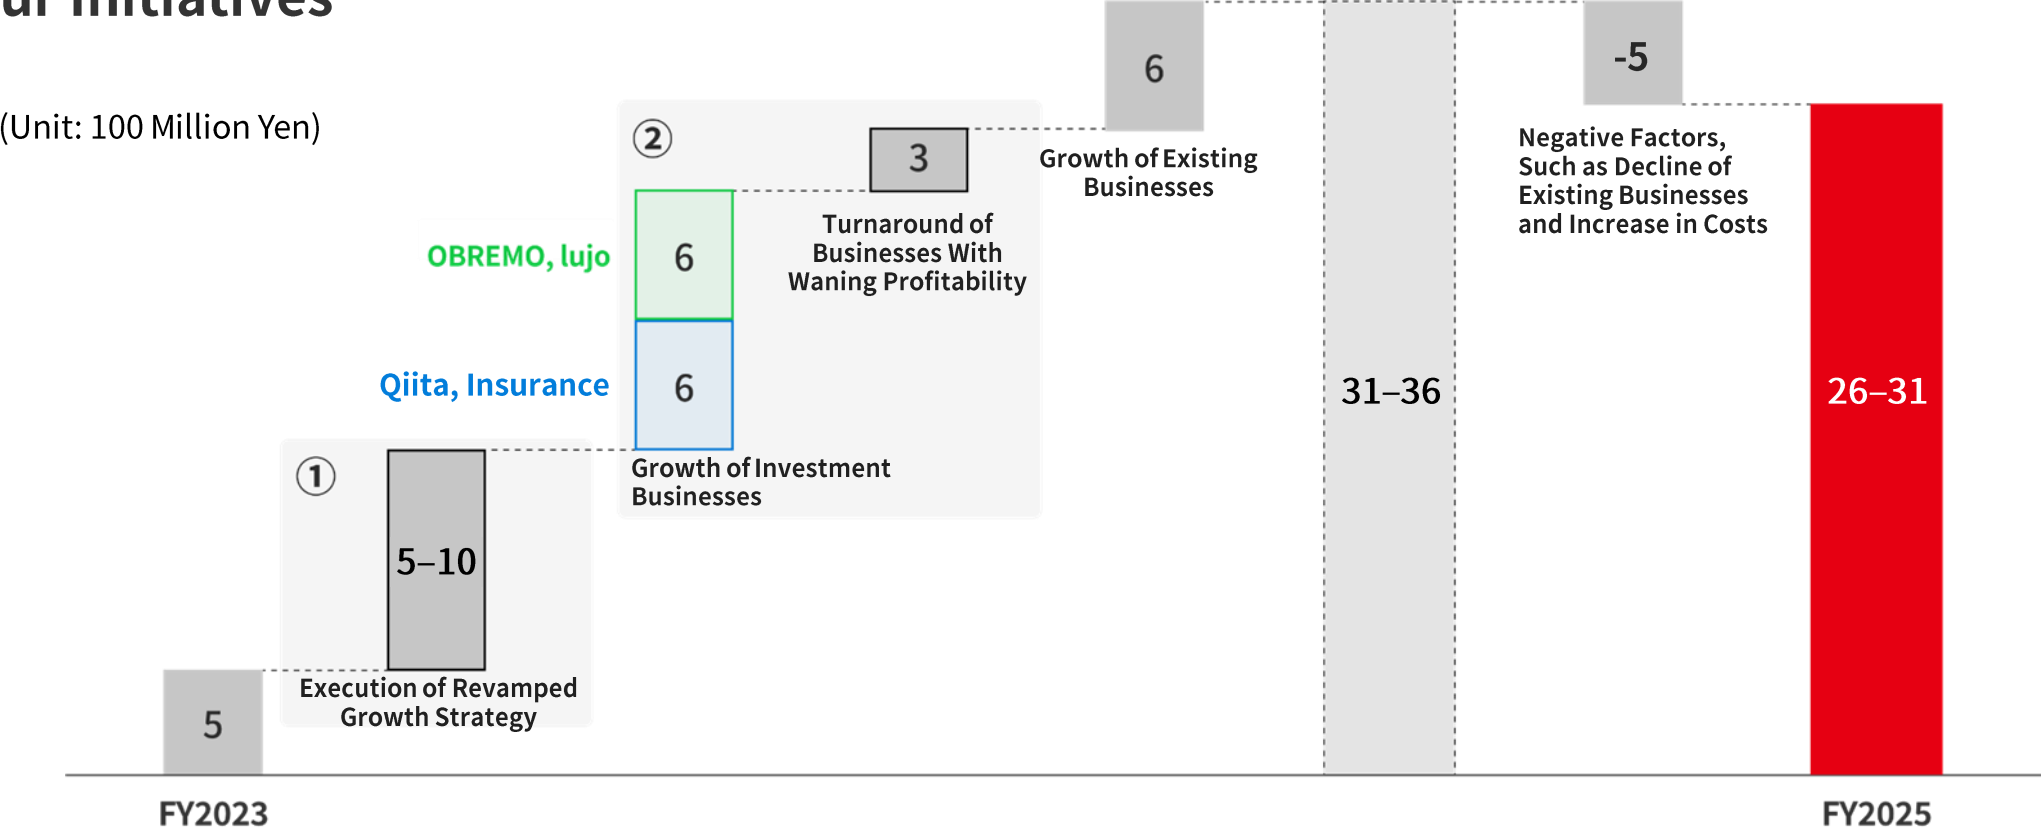 (Unit: 100 Million Yen)
6
-5
②
3
Growth of Existing
Businesses
Negative Factors,
Such as Decline of
Existing Businesses
and Increase in Costs
OBREMO, lujo
6
Turnaround of
Businesses With
Waning Profitability
Qiita, Insurance
6
31–36
26–31
Growth of Investment
Businesses
①
5–10
Execution of Revamped
Growth Strategy
5
FY2023
FY2025